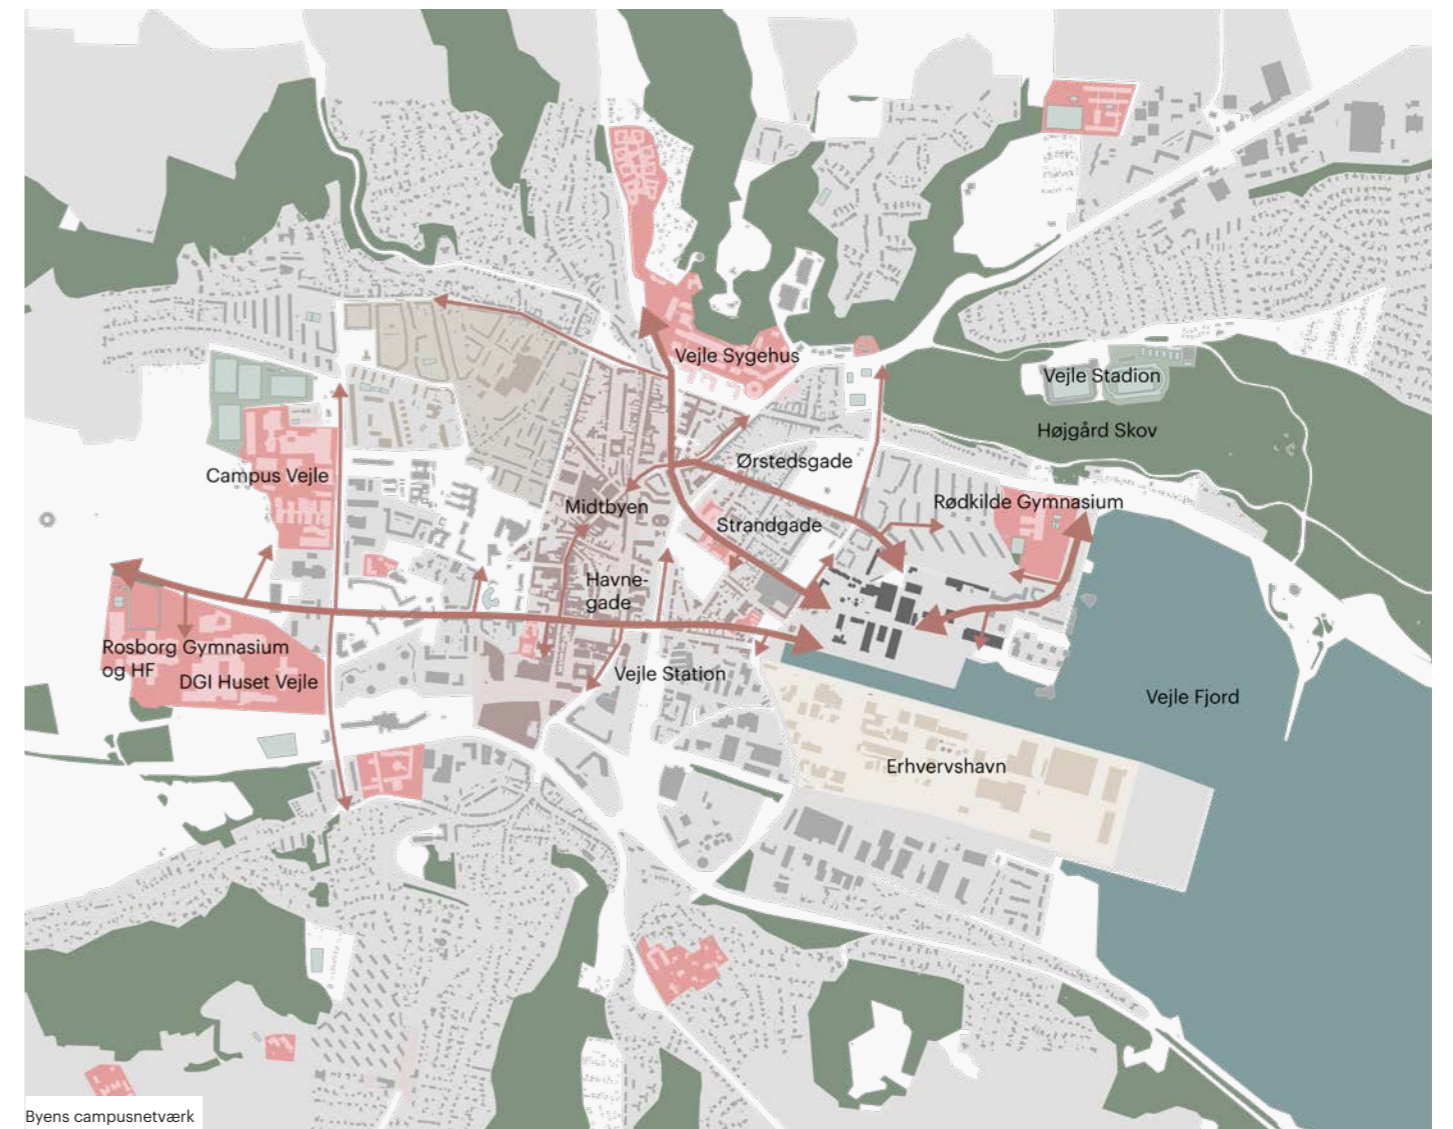 Vejle Sygehus
Vejle Stadion
Højgård Skov
Ørstedsgade
Campus Vejle
Midtbyen
Rødkilde Gymnasium
Strandgade
Havne-
gade
Rosborg Gymnasium
og HF
DGI Huset Vejle
Vejle Station
Vejle Fjord
Erhvervshavn
Byens campusnetværk